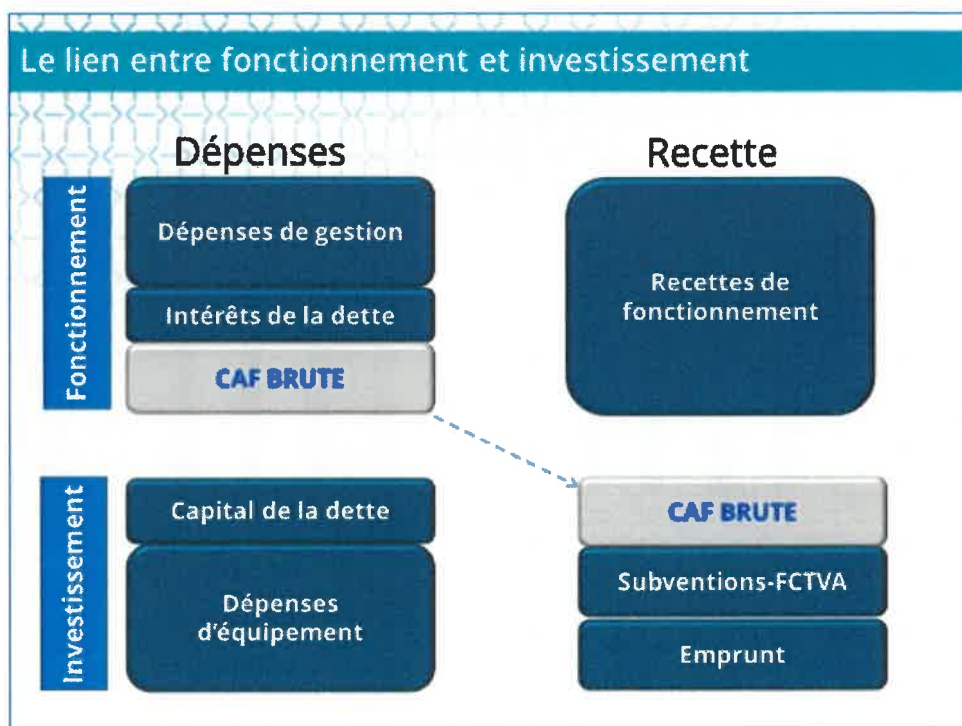 Le lien entre fonctionnement et investissement
Dépenses
Recette
Fonctionnement
Dépenses de gestion
Intérêts de la dette
CAF BRUTE
Recettes de
fonctionnement
Investissement
Capital de la dette
Dépenses
d'équipement
CAF BRUTE
Subventions-FCTVA
Emprunt